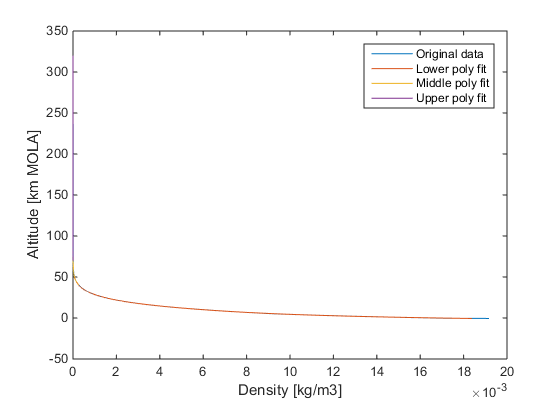 350
300
250
200
150
100
50
0
-50
Altitude [km MOLA]
Original data
Lower poly fit
Middle poly fit
Upper poly fit
0 2 4 6 8 10 12 14 16 18 20
Density [kg/m3]
×10-3